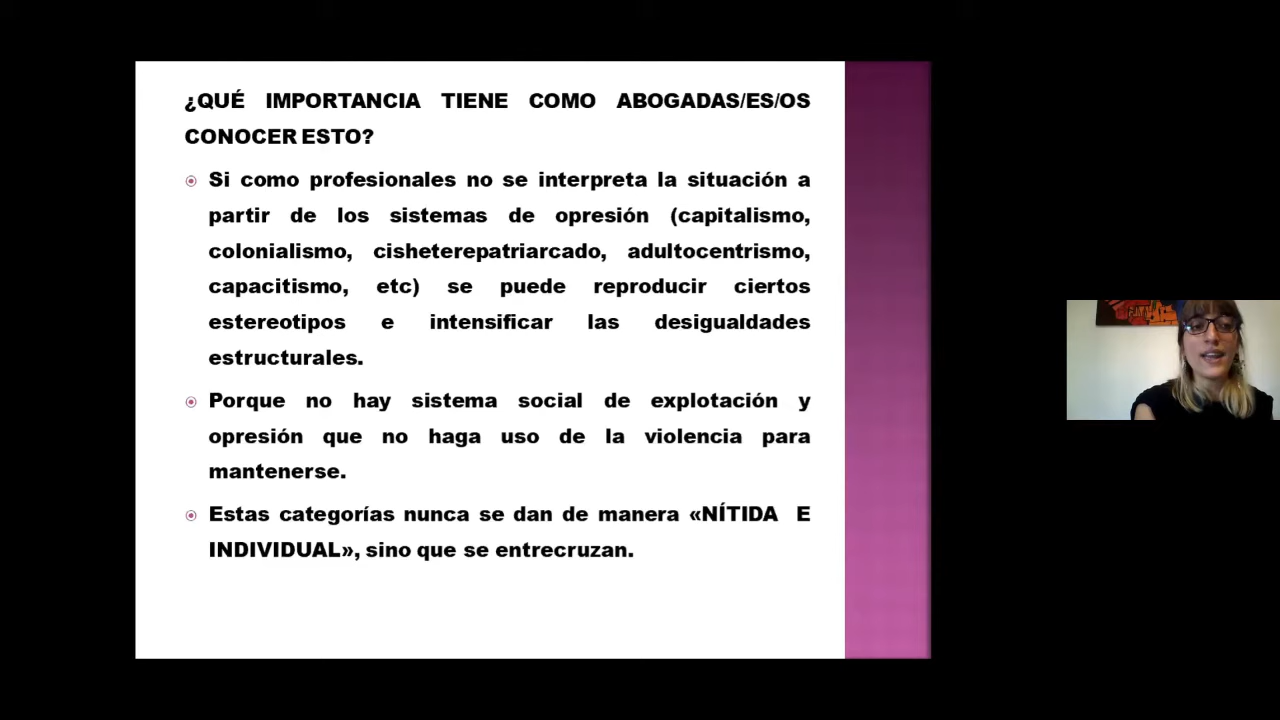 ¿QUÉ IMPORTANCIA TIENE COMO ABOGADAS/ES/OS
CONOCER ESTO?
Si como profesionales no se interpreta la situación a
partir de los sistemas de opresión (capitalismo,
colonialismo, cisheterepatriarcado, adultocentrismo,
capacitismo, etc) se puede reproducir ciertos
estereotipos e intensificar las desigualdades
estructurales.
Porque no hay sistema social de explotación y
opresión que no haga uso de la violencia para
mantenerse.
Estas categorías nunca se dan de manera «NÍTIDA E
INDIVIDUAL», sino que se entrecruzan.